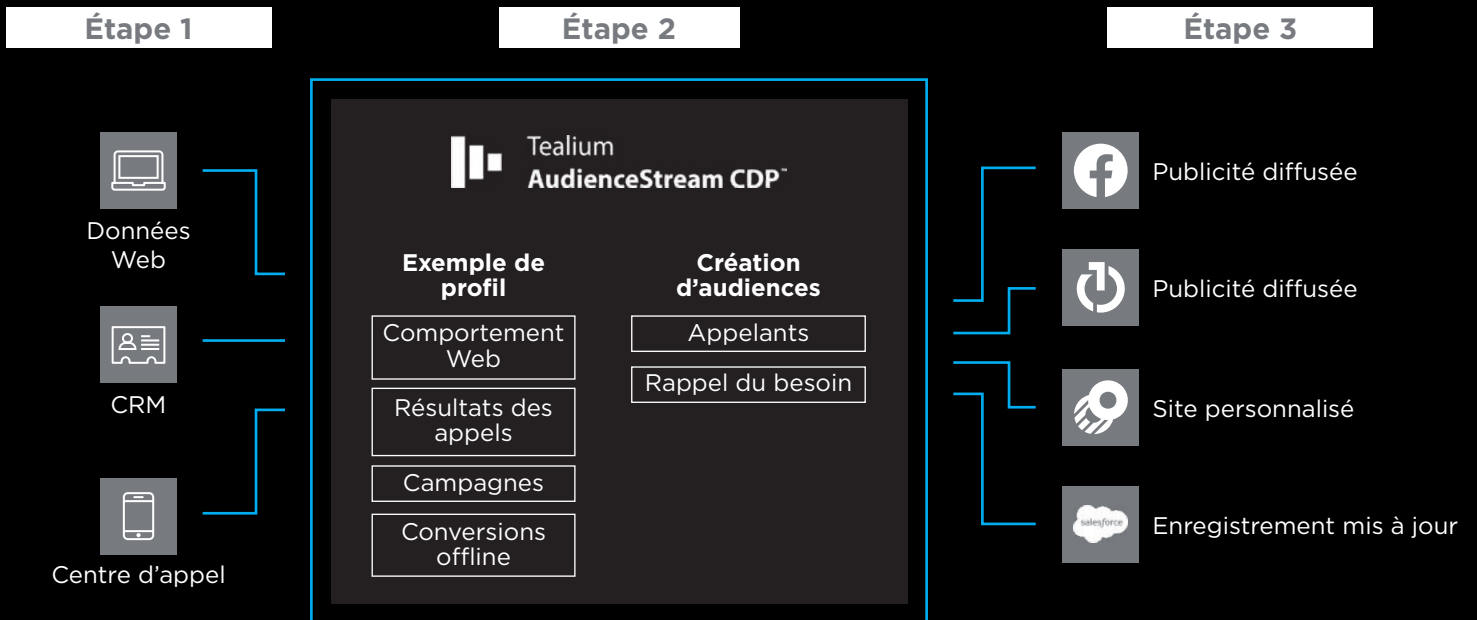 Étape 1
Étape 2
Étape 3
Données
Web
CRM
Centre d'appel
Tealium
AudienceStream CDP™
Exemple de
profil
Comportement
Web
Résultats des
appels
Campagnes
Conversions
offline
Création
d'audiences
Appelants
Rappel du besoin
Publicité diffusée
Publicité diffusée
Site personnalisé
salesforce
Enregistrement mis à jour